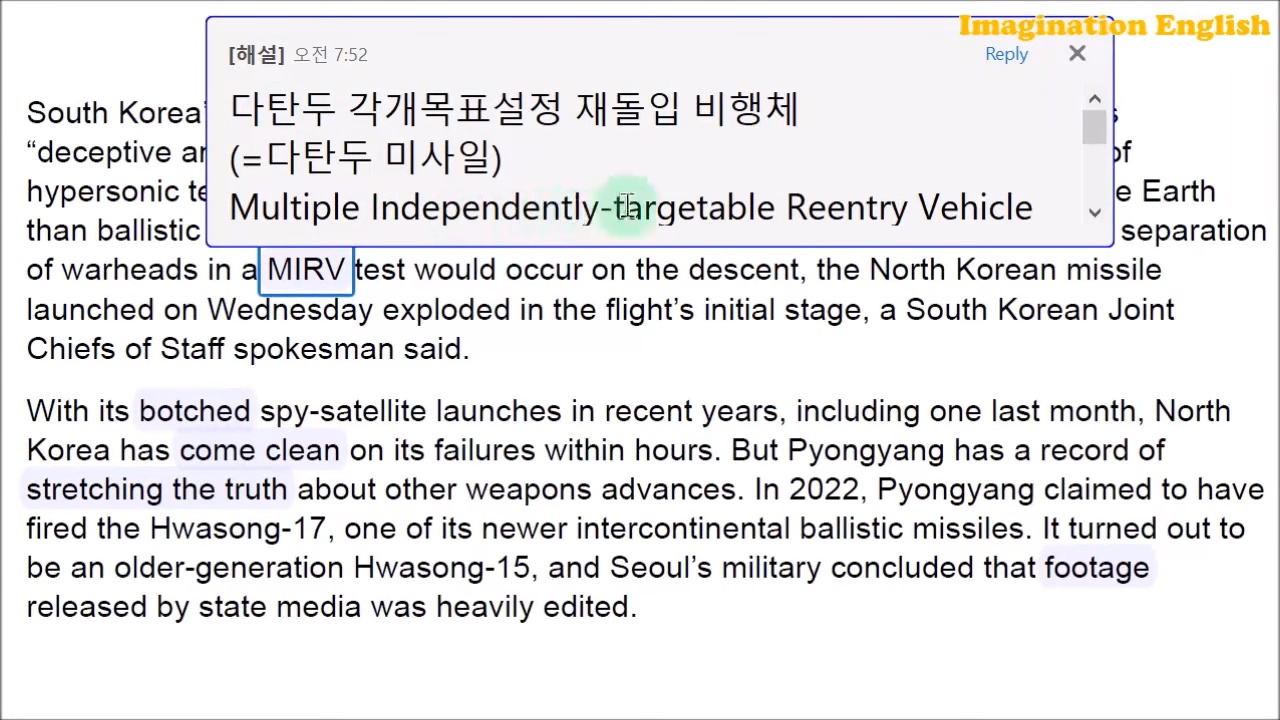 Imagination English
[해설] 오전 7:52 Reply
다탄두 각개목표설정 재돌입 비행체
(=다탄두 미사일)
Multiple Independently-targetable Reentry Vehicle
South Korea’
“deceptive of
hypersonic e Earth
than ballistic separation
of warheads in a MIRV test would occur on the descent, the North Korean missile
launched on Wednesday exploded in the flight’s initial stage, a South Korean Joint
Chiefs of Staff spokesman said.
With its botched spy-satellite launches in recent years, including one last month, North
Korea has come clean on its failures within hours. But Pyongyang has a record of
stretching the truth about other weapons advances. In 2022, Pyongyang claimed to have
fired the Hwasong-17, one of its newer intercontinental ballistic missiles. It turned out to
be an older-generation Hwasong-15, and Seoul’s military concluded that footage
released by state media was heavily edited.